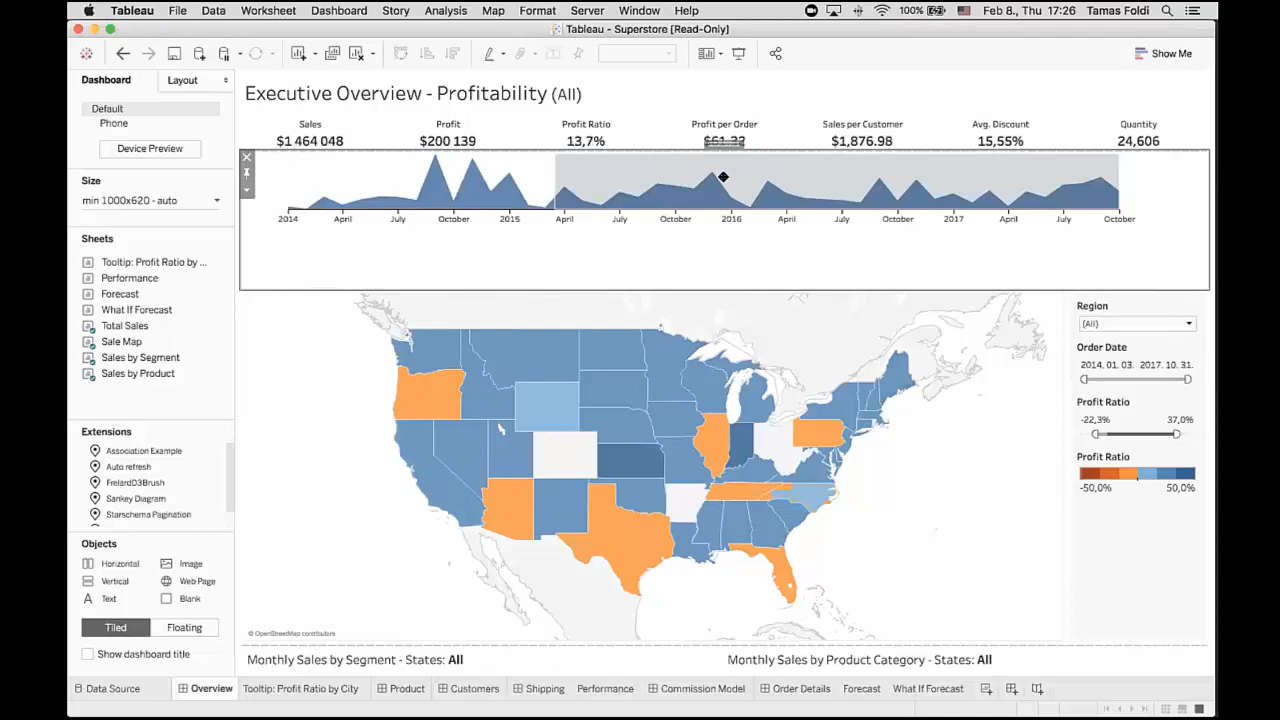 Tableau File Data Worksheet Dashboard Story Analysis Map Format Server Window Help 100% Feb 8., Thu 17:26 Tamas Foldi
Tableau - Superstore [Read-Only]
Show Me
Dashboard Layout
Default
Phone
Device Preview
Size
min 1000x620 - auto
Sheets
Tooltip: Profit Ratio by ...
Performance
Forecast
What If Forecast
Total Sales
Sale Map
Sales by Segment
Sales by Product
Extensions
Association Example
Auto refresh
FrelardD3Brush
Sankey Diagram
Starschema Pagination
Objects
Horizontal Image
Vertical Web Page
A Text Blank
Tiled Floating
Show dashboard title
Executive Overview - Profitability (All)
Sales Profit Profit Ratio Profit per Order Sales per Customer Avg. Discount Quantity
$1 464 048 $200 139 13,7% $61.22 $1,876.98 15,55% 24,606
2014 April July October 2015 April July October 2016 April July October 2017 April July October
Region
(All)
Order Date
2014. 01. 03. 2017. 10. 31.
Profit Ratio
-22,3% 37,0%
Profit Ratio
-50,0% 50,0%
© OpenStreetMap contributors
Monthly Sales by Segment - States: All Monthly Sales by Product Category - States: All
Data Source Overview Tooltip: Profit Ratio by City Product Customers Shipping Performance Commission Model Order Details Forecast What If Forecast